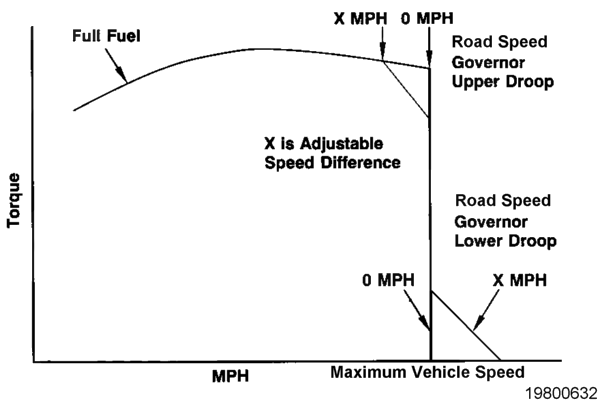 X MPH 0 MPH
Full Fuel
Road Speed
Governor
Upper Droop
X is Adjustable
Speed Difference
Torque
Road Speed
Governor
Lower Droop
0 MPH
X MPH
MPH
Maximum Vehicle Speed
19800632